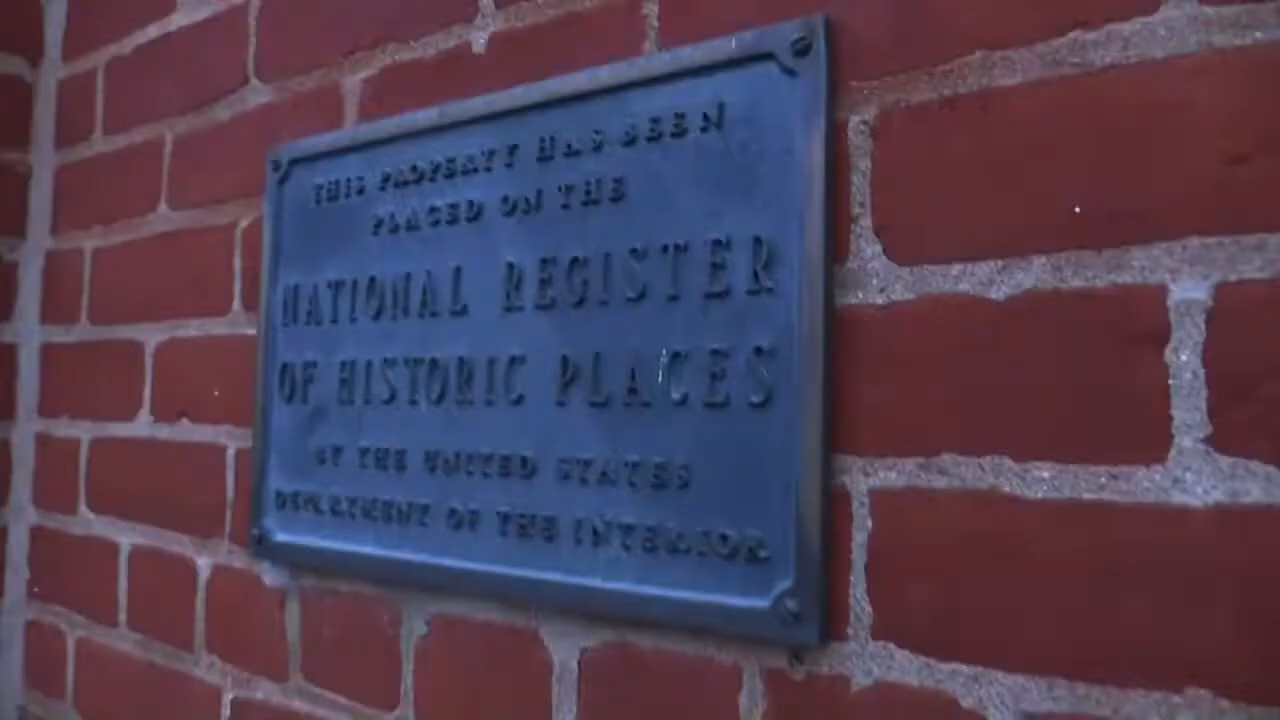 THIS PROPERTY HAS BEEN
PLACED ON THE
NATIONAL REGISTER
OF HISTORIC PLACES
BY THE UNITED STATES
DEPARTMENT OF THE INTERIOR